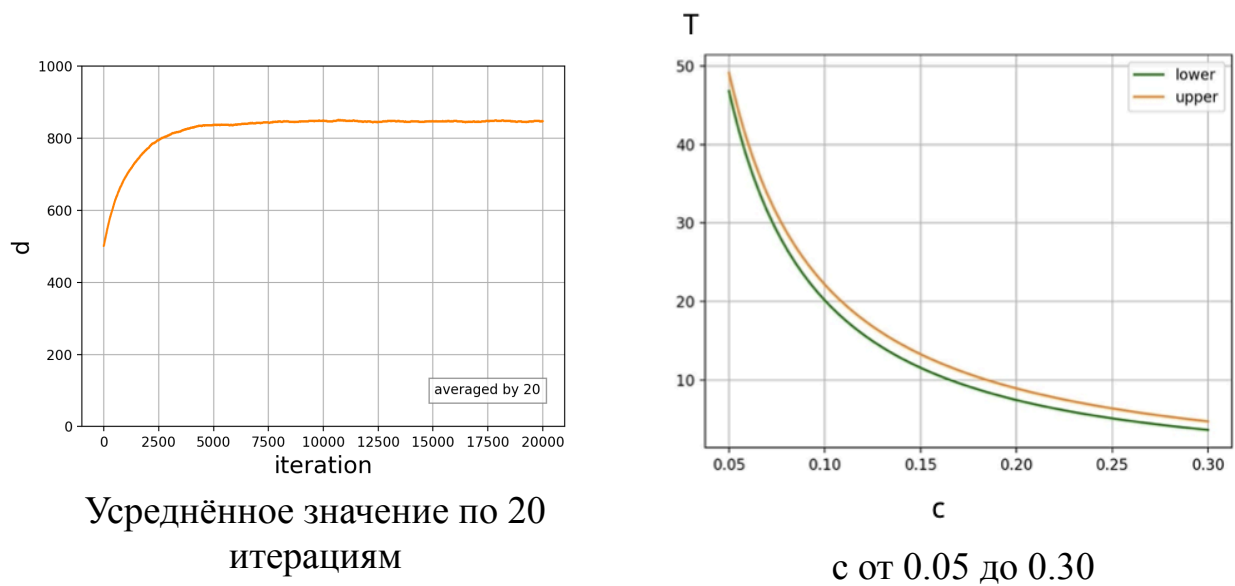 1000
800
600
400
200
0
d
averaged by 20
0 2500 5000 7500 10000 12500 15000 17500 20000
iteration
Усреднённое значение по 20
итерациям
T
50
40
30
20
10
lower
upper
0.05 0.10 0.15 0.20 0.25 0.30
c
с от 0.05 до 0.30